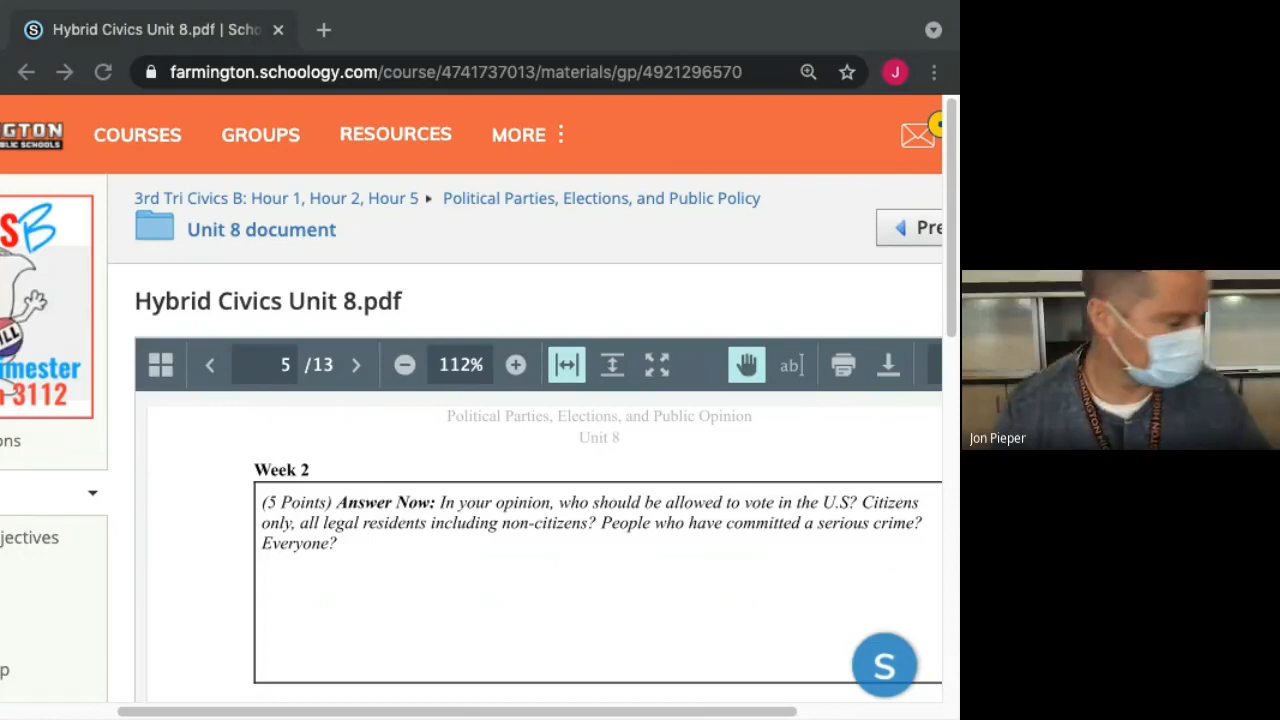 Hybrid Civics Unit 8.pdf | Scho
farmington.schoology.com/course/4741737013/materials/gp/4921296570
J
NGTON
COURSES
GROUPS
RESOURCES
MORE
3rd Tri Civics B: Hour 1, Hour 2, Hour 5
Political Parties, Elections, and Public Policy
Unit 8 document
Pre
SB
Hybrid Civics Unit 8.pdf
5 /13
112%
ab
imester
3112
Political Parties, Elections, and Public Opinion
Unit 8
ons
Week 2
(5 Points) Answer Now: In your opinion, who should be allowed to vote in the U.S? Citizens
only, all legal residents including non-citizens? People who have committed a serious crime?
Everyone?
jectives
p
S
Jon Pieper